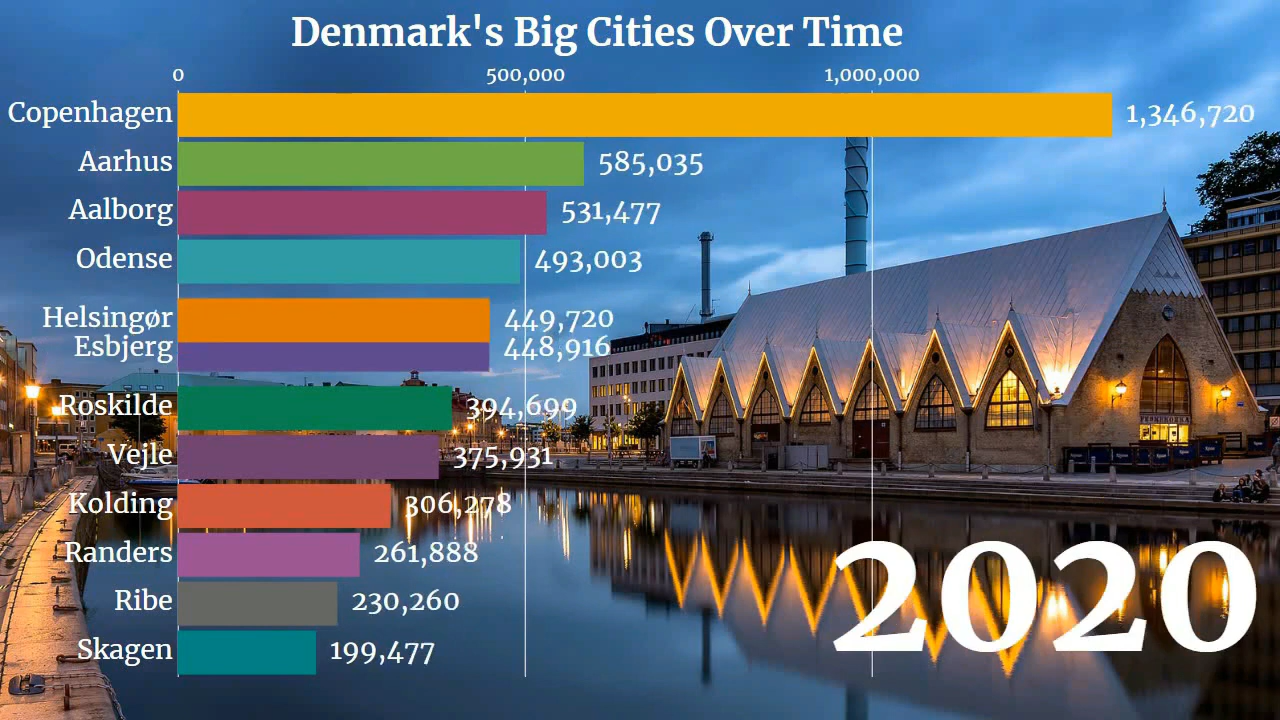 Denmark's Big Cities Over Time
0 500,000 1,000,000
Copenhagen 1,346,720
Aarhus 585,035
Aalborg 531,477
Odense 493,003
Helsingør 449,720
Esbjerg 448,916
Roskilde 394,699
Vejle 375,931
Kolding 306,278
Randers 261,888
Ribe 230,260
Skagen 199,477
2020